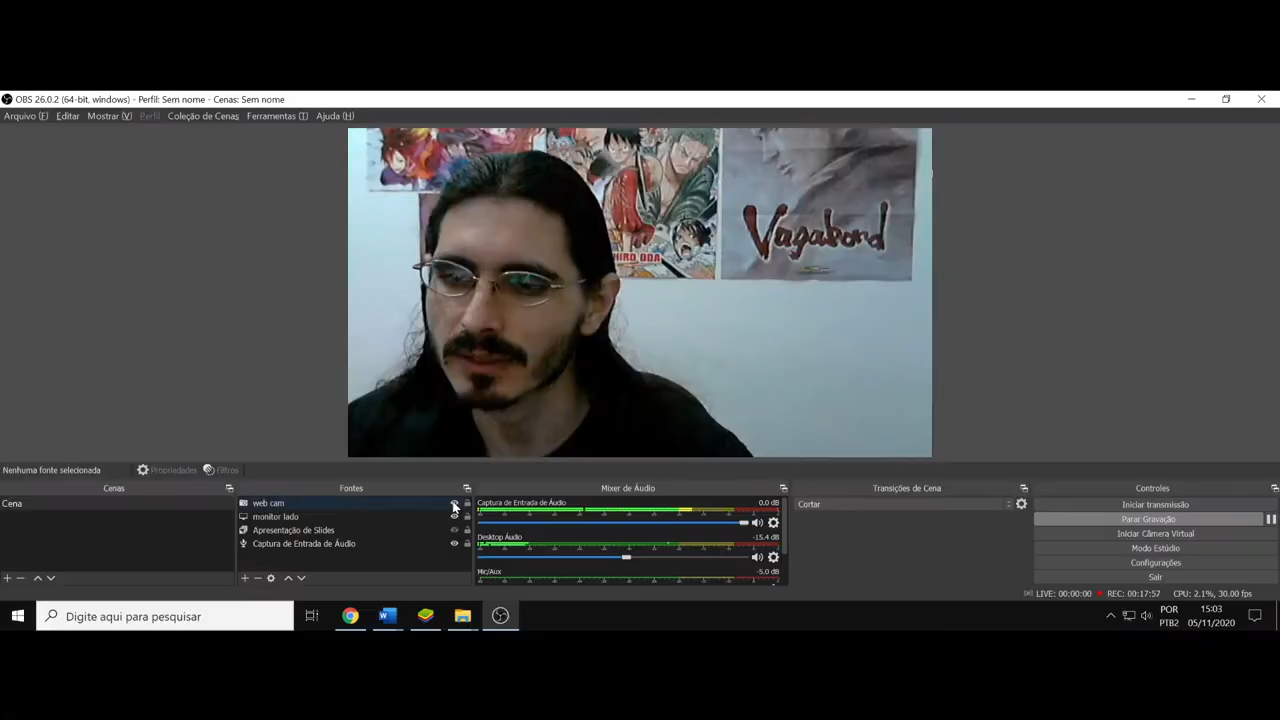 OBS 26.0.2 (64-bit, windows) - Perfil: Sem nome - Cenas: Sem nome
Arquivo (F) Editar Mostrar (V) Perfil Coleção de Cenas Ferramentas (T) Ajuda (H)
Vagabond
HIRO ODA
Nenhuma fonte selecionada Propriedades Filtros
Cenas Fontes Mixer de Áudio Transições de Cena Controles
Cena
web cam
monitor lado
Apresentação de Slides
Captura de Entrada de Áudio
Captura de Entrada de Áudio 0.0 dB
Desktop Áudio -15.4 dB
Mic/Aux -5.0 dB
Cortar
Iniciar transmissão
Parar Gravação
Iniciar Câmera Virtual
Modo Estúdio
Configurações
Sair
LIVE: 00:00:00 REC: 00:17:57 CPU: 2.1%, 30.00 fps
Digite aqui para pesquisar
POR
PTB2
15:03
05/11/2020